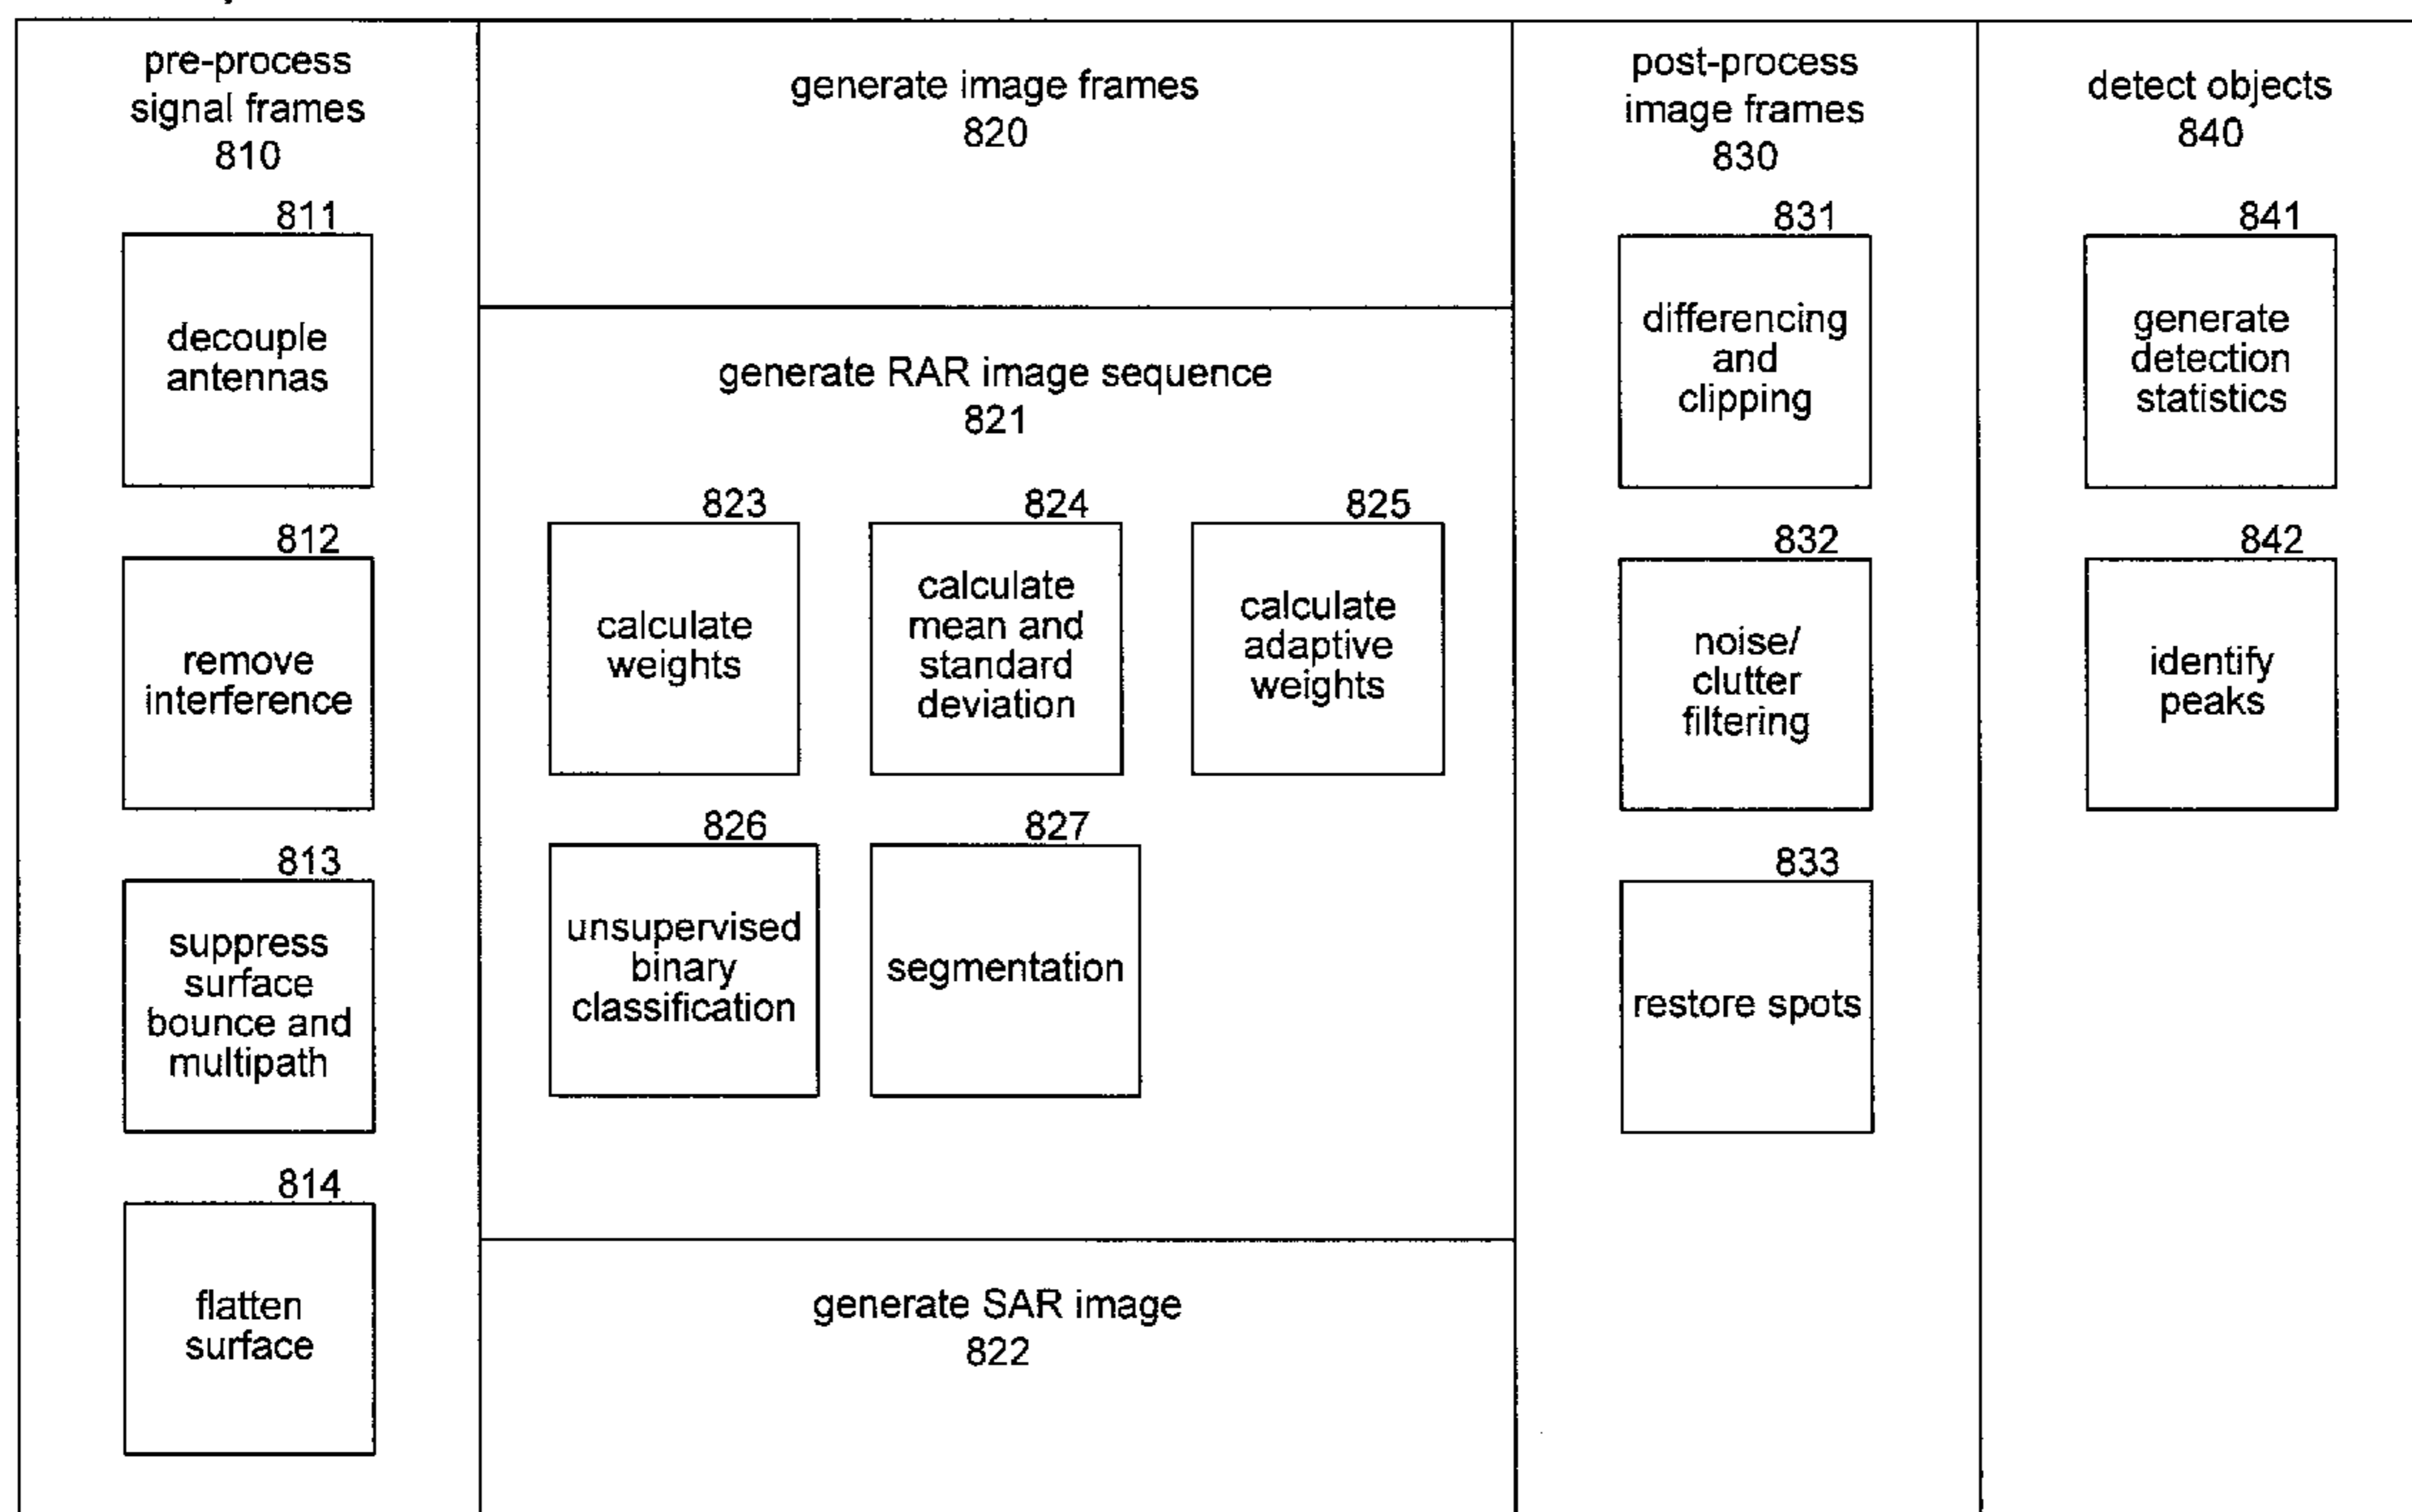 pre-process
signal frames
810
811
decouple
antennas
812
remove
interference
813
suppress
surface
bounce and
multipath
814
flatten
surface
generate image frames
820
generate RAR image sequence
821
823
calculate
weights
824
calculate
mean and
standard
deviation
825
calculate
adaptive
weights
826
unsupervised
binary
classification
827
segmentation
generate SAR image
822
post-process
image frames
830
831
differencing
and
clipping
832
noise/
clutter
filtering
833
restore spots
detect objects
840
841
generate
detection
statistics
842
identify
peaks